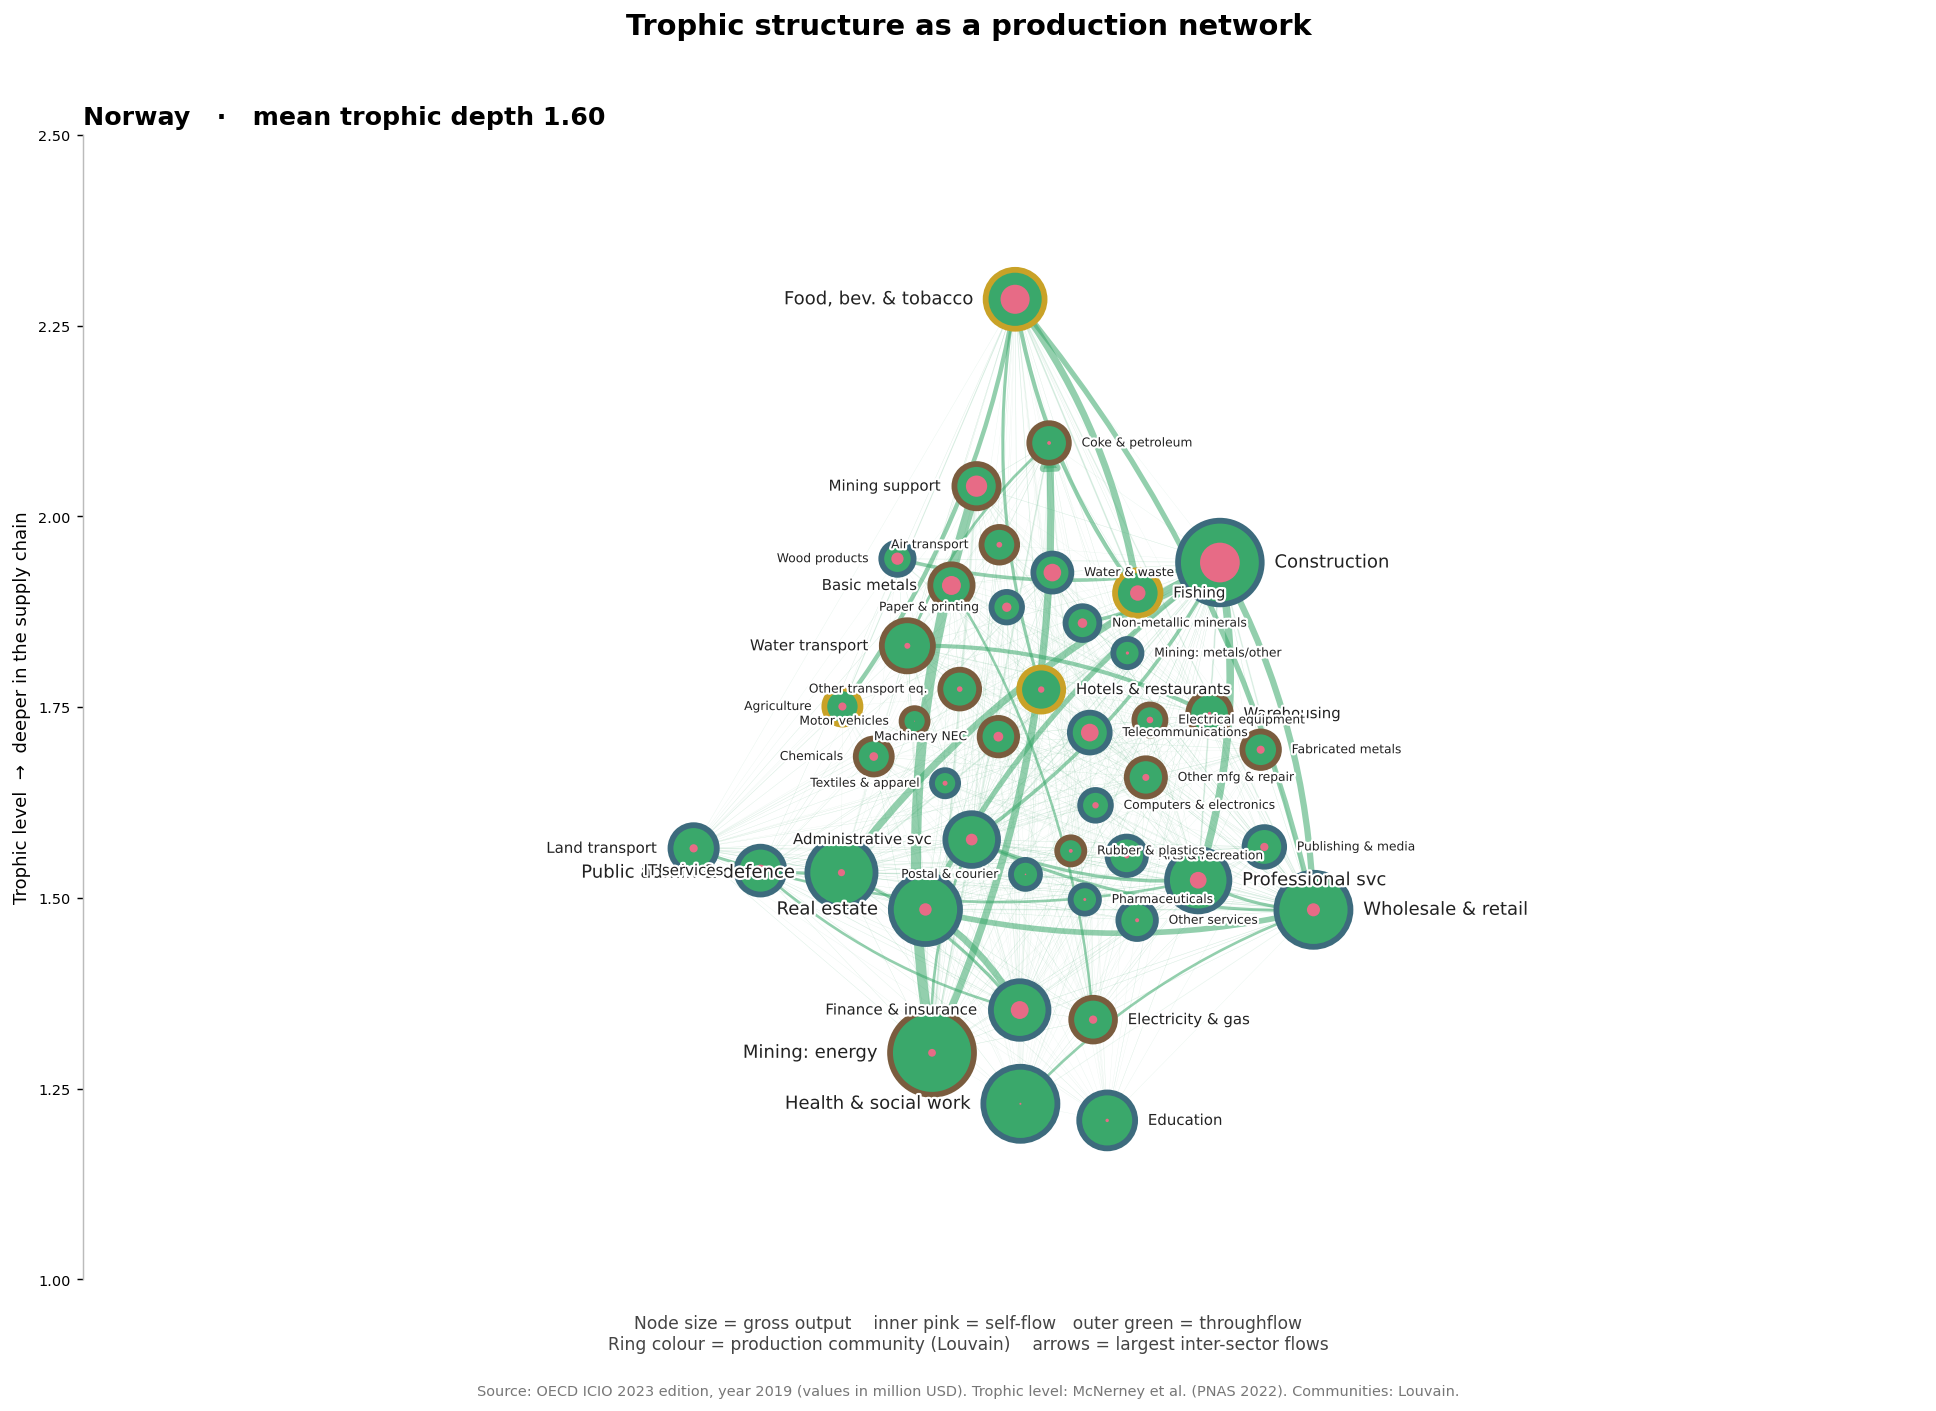 Trophic structure as a production network
Norway · mean trophic depth 1.60
2.50
2.25
2.00
1.75
1.50
1.25
1.00
Trophic level → deeper in the supply chain
Food, bev. & tobacco
Coke & petroleum
Mining support
Air transport
Wood products
Construction
Water & waste
Basic metals
Fishing
Paper & printing
Non-metallic minerals
Water transport
Mining: metals/other
Other transport eq.
Hotels & restaurants
Agriculture
Warehousing
Motor vehicles
Electrical equipment
Machinery NEC
Telecommunications
Chemicals
Fabricated metals
Textiles & apparel
Other mfg & repair
Computers & electronics
Administrative svc
Land transport
Rubber & plastics
Publishing & media
recreation
Public defence
IT services
Postal & courier
Professional svc
Pharmaceuticals
Real estate
Wholesale & retail
Other services
Finance & insurance
Electricity & gas
Mining: energy
Health & social work
Education
Node size = gross output inner pink = self-flow outer green = throughflow
Ring colour = production community (Louvain) arrows = largest inter-sector flows
Source: OECD ICIO 2023 edition, year 2019 (values in million USD). Trophic level: McNerney et al. (PNAS 2022). Communities: Louvain.